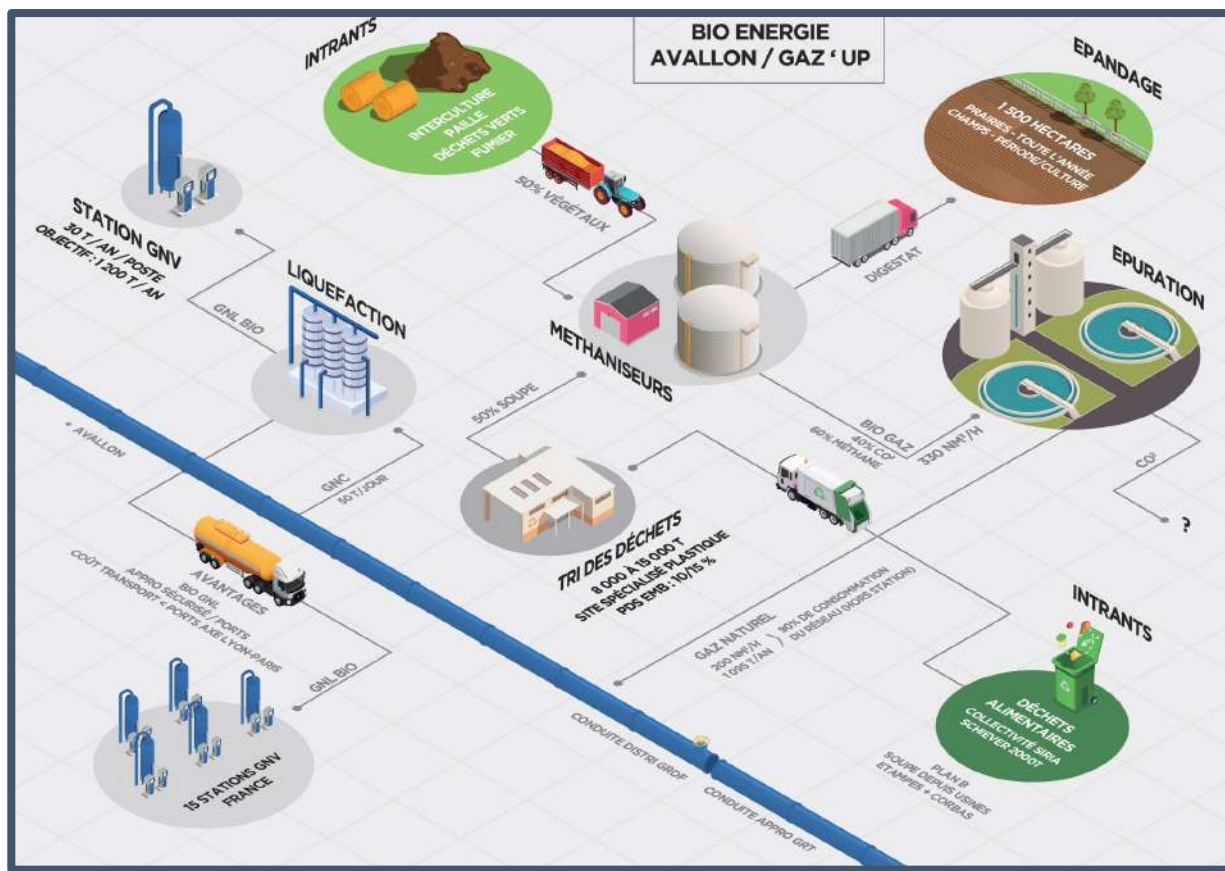 BIO ENERGIE
AVALLON / GAZ ‘ UP
INTRANTS
INTERCULTURE
PAILLE
DÉCHETS VERTS
FUMIER
50% VÉGÉTAUX
EPANDAGE
1 500 HECTARES
PRAIRIES - TOUTE L'ANNÉE
CHAMPS - PÉRIODE/CULTURE
STATION GNV
30 T / AN / POSTE
OBJECTIF : 1 200 T / AN
GNL BIO
LIQUEFACTION
METHANISEURS
DIGESTAT
EPURATION
50% SOUPE
BIO GAZ
40% CO²
60% MÉTHANE
330 NM³/H
CO²
?
AVALLON
GNC
50 T/JOUR
TRI DES DÉCHETS
8 000 À 15 000 T
SITE SPÉCIALISÉ PLASTIQUE
PDS EMB : 10/15 %
AVANTAGES
BIO GNL
APPRO SÉCURISÉ / PORTS
COÛT TRANSPORT < PORTS AXE LYON-PARIS
GNL BIO
15 STATIONS GNV
FRANCE
GAZ NATUREL
200 NM³/H
1 095 T/AN
90% DE CONSOMMATION
DU RÉSEAU (HORS STATION)
INTRANTS
DÉCHETS
ALIMENTAIRES
COLLECTIVITÉ SIRIA
SCHIEVER 2000T
PLAN B
SOUPE DEPUIS USINES
ETAMPES + CORBAS
CONDUITE DISTRI GRDF
CONDUITE APPRO GRT